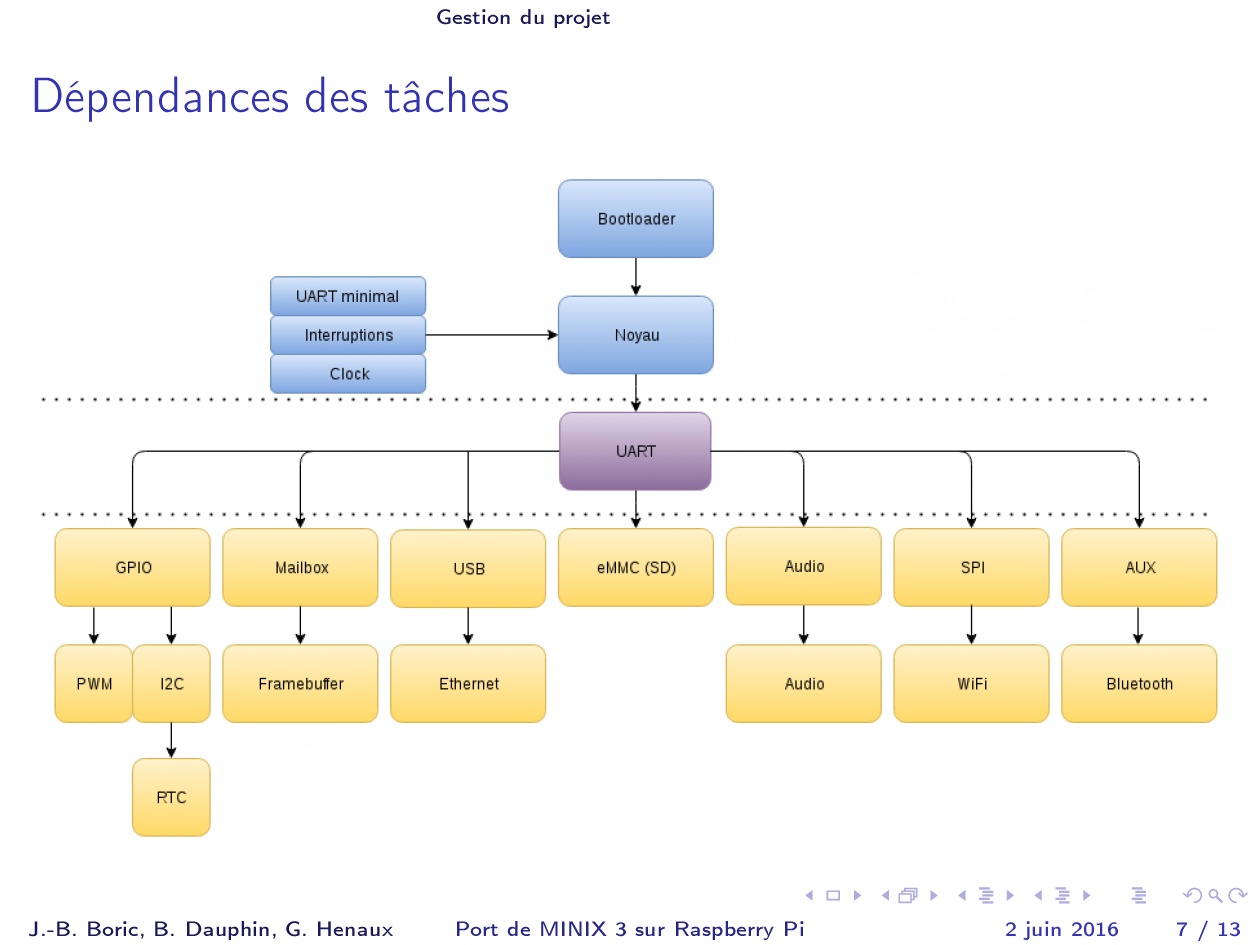 Gestion du projet
Dépendances des tâches
Bootloader
UART minimal
Interruptions
Noyau
Clock
UART
GPIO
Mailbox
USB
eMMC (SD)
Audio
SPI
AUX
PWM
I2C
Framebuffer
Ethernet
Audio
WiFi
Bluetooth
RTC
J.-B. Boric, B. Dauphin, G. Henaux Port de MINIX 3 sur Raspberry Pi 2 juin 2016 7 / 13